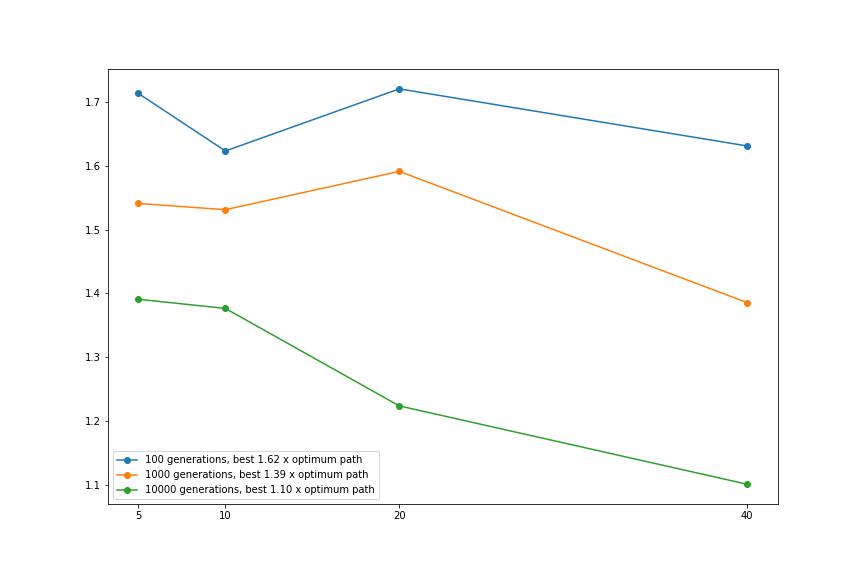 1.7
1.6
1.5
1.4
1.3
1.2
1.1
100 generations, best 1.62 x optimum path
1000 generations, best 1.39 x optimum path
10000 generations, best 1.10 x optimum path
5 10 20 40